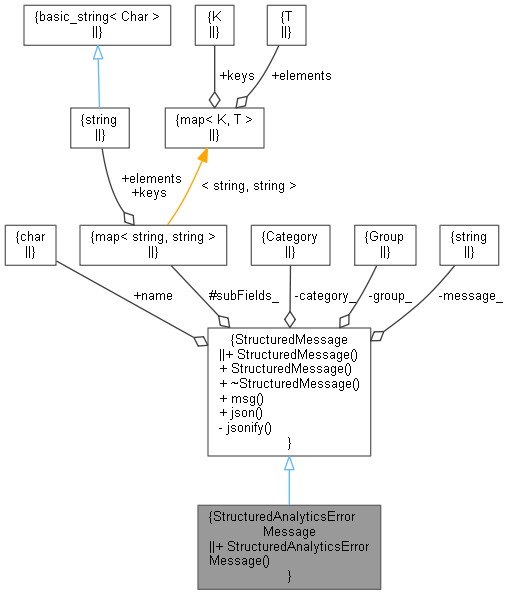 {basic_string< Char >
||}
{K
||}
{T
||}
+keys
+elements
{string
||}
{map< K, T >
||}
+elements
+keys
< string, string >
{char
||}
{map< string, string >
||}
{Category
||}
{Group
||}
{string
||}
+name
#subFields_
-category_
-group_
-message_
{StructuredMessage
||+ StructuredMessage()
+ StructuredMessage()
+ ~StructuredMessage()
+ msg()
+ json()
- jsonify()
}
{StructuredAnalyticsError
Message
||+ StructuredAnalyticsError
Message()
}